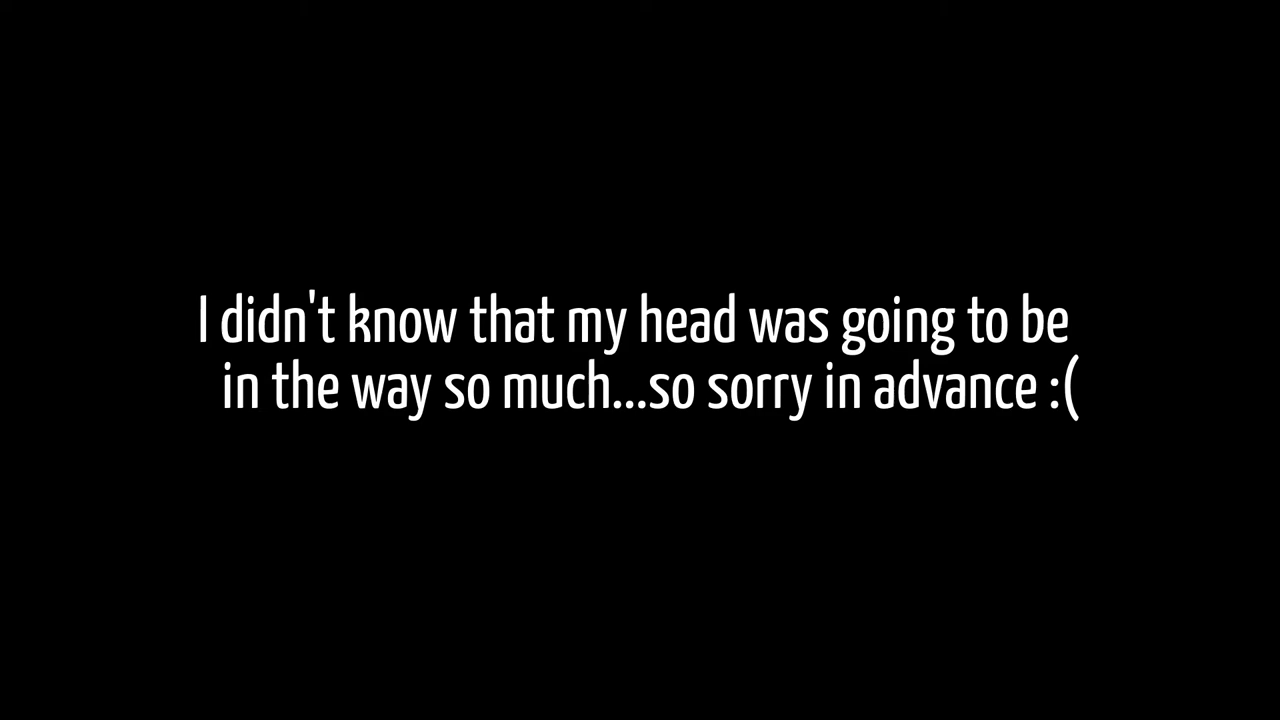 I didn't know that my head was going to be
in the way so much...so sorry in advance :(